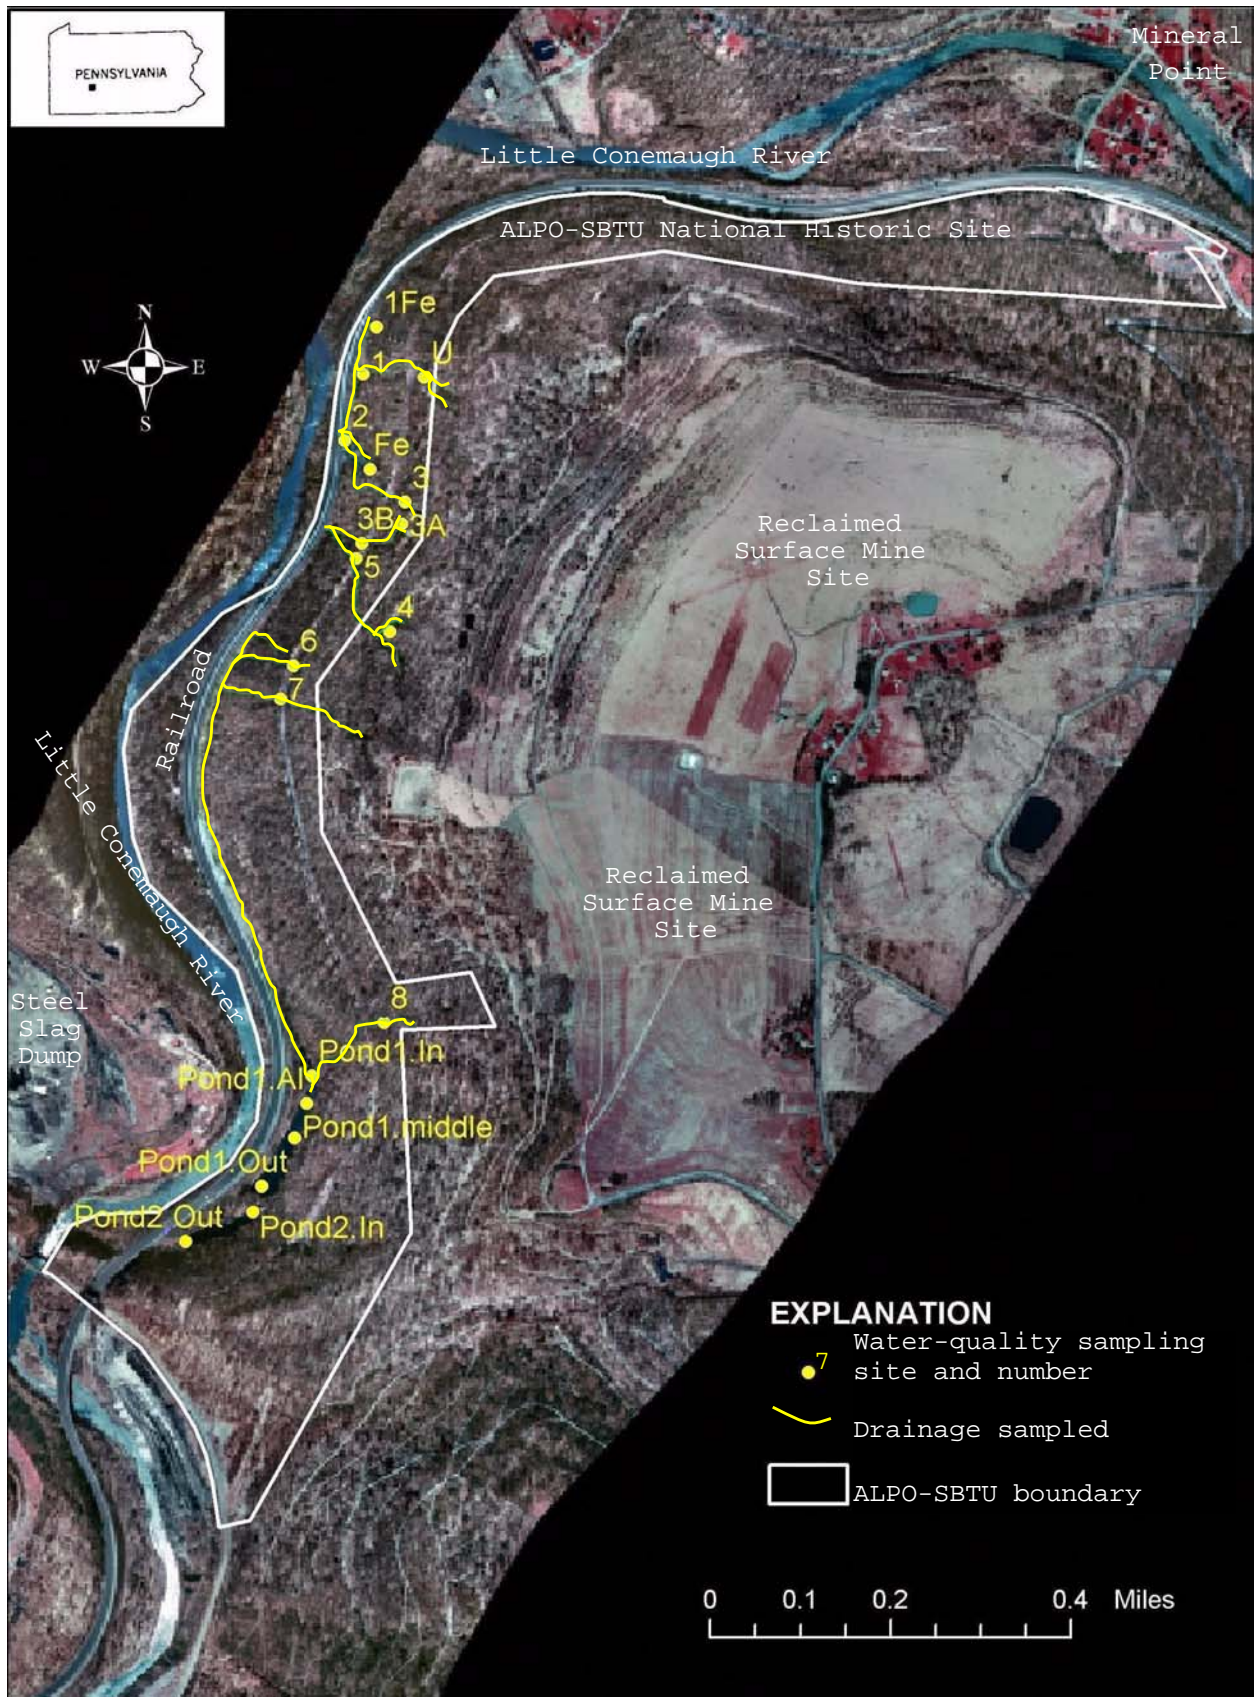 PENNSYLVANIA
Mineral
Point
Little Conemaugh River
ALPO-SBTU National Historic Site
N
W
E
S
1Fe
1
U
2
Fe
3
3B
3A
5
4
6
7
Reclaimed
Surface Mine
Site
Railroad
Little Conemaugh River
Reclaimed
Surface Mine
Site
Steel
Slag
Dump
8
Pond1.In
Pond1.Al
Pond1.middle
Pond1.Out
Pond2 Out
Pond2.In
EXPLANATION
7
Water-quality sampling
site and number
Drainage sampled
ALPO-SBTU boundary
0 0.1 0.2 0.4 Miles